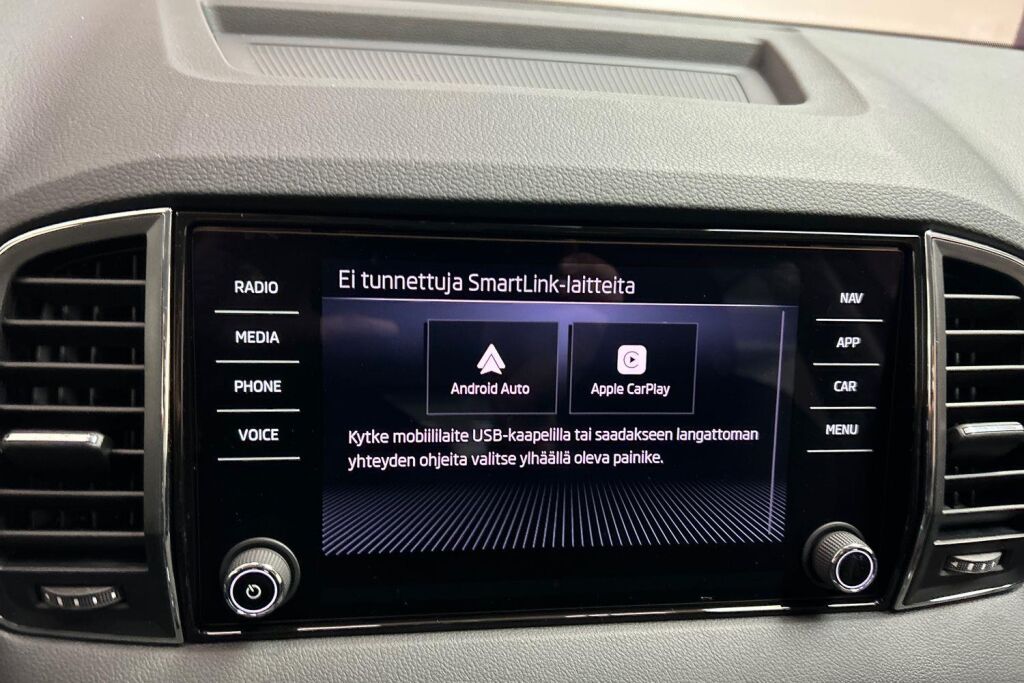 Ei tunnettuja SmartLink-laitteita
RADIO
MEDIA
PHONE
VOICE
Android Auto
Apple CarPlay
Kytke mobiililaite USB-kaapelilla tai saadakseen langattoman
yhteyden ohjeita valitse ylhäällä oleva painike.
NAV
APP
CAR
MENU